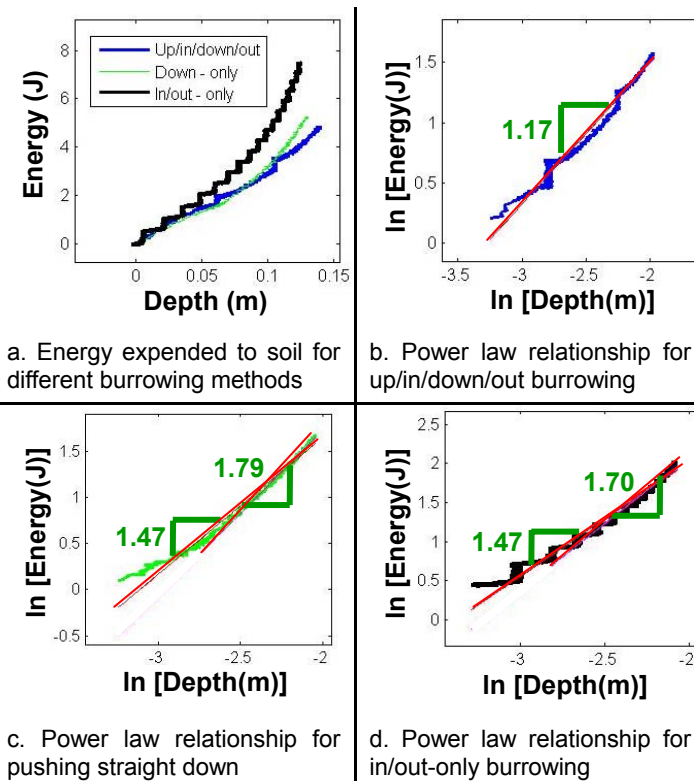 8
6
4
2
0
Energy (J)
Up/in/down/out
Down - only
In/out - only
0
0.05
0.1
0.15
Depth (m)
a. Energy expended to soil for
different burrowing methods
1.5
1
0.5
0
ln [Energy(J)]
1.17
-3.5
-3
-2.5
-2
ln [Depth(m)]
b. Power law relationship for
up/in/down/out burrowing
1.5
1
0.5
0
-0.5
ln [Energy(J)]
1.79
1.47
-3
-2.5
-2
ln [Depth(m)]
c. Power law relationship for
pushing straight down
2.5
2
1.5
1
0.5
0
ln [Energy(J)]
1.70
1.47
-3
-2.5
-2
ln [Depth(m)]
d. Power law relationship for
in/out-only burrowing